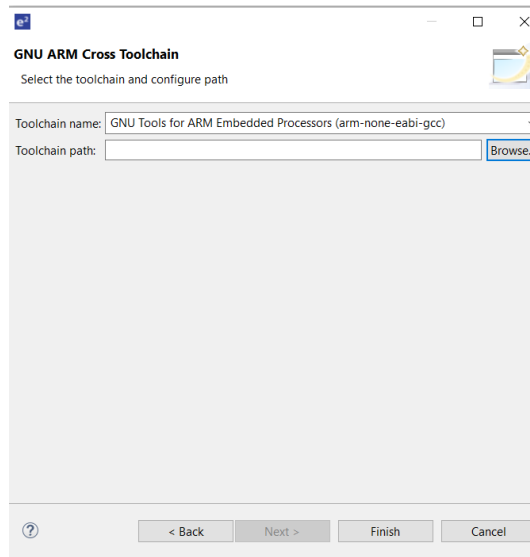 e²
GNU ARM Cross Toolchain
Select the toolchain and configure path
Toolchain name: GNU Tools for ARM Embedded Processors (arm-none-eabi-gcc)
Toolchain path: Browse.
? < Back Next > Finish Cancel